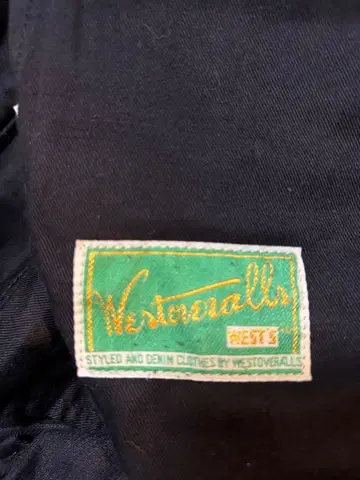 Westoveralls
WEST'S
STYLED AND DENIM CLOTHES BY WESTOVERALLS